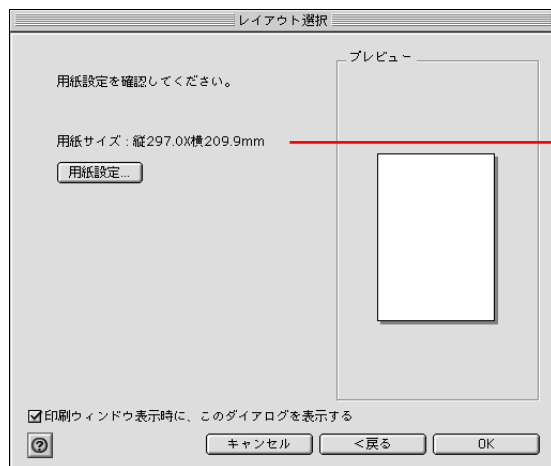 レイアウト選択
プレビュー
用紙設定を確認してください。
用紙サイズ：縦297.0X横209.9mm
用紙設定...
印刷ウィンドウ表示時に、このダイアログを表示する
?
キャンセル
<戻る
OK